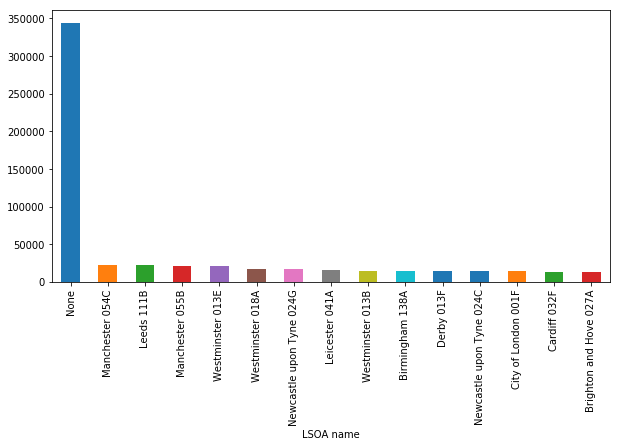 350000
300000
250000
200000
150000
100000
50000
0
None
Manchester 054C
Leeds 111B
Manchester 055B
Westminster 013E
Westminster 018A
Newcastle upon Tyne 024G
Leicester 041A
Westminster 013B
Birmingham 138A
Derby 013F
Newcastle upon Tyne 024C
City of London 001F
Cardiff 032F
Brighton and Hove 027A
LSOA name